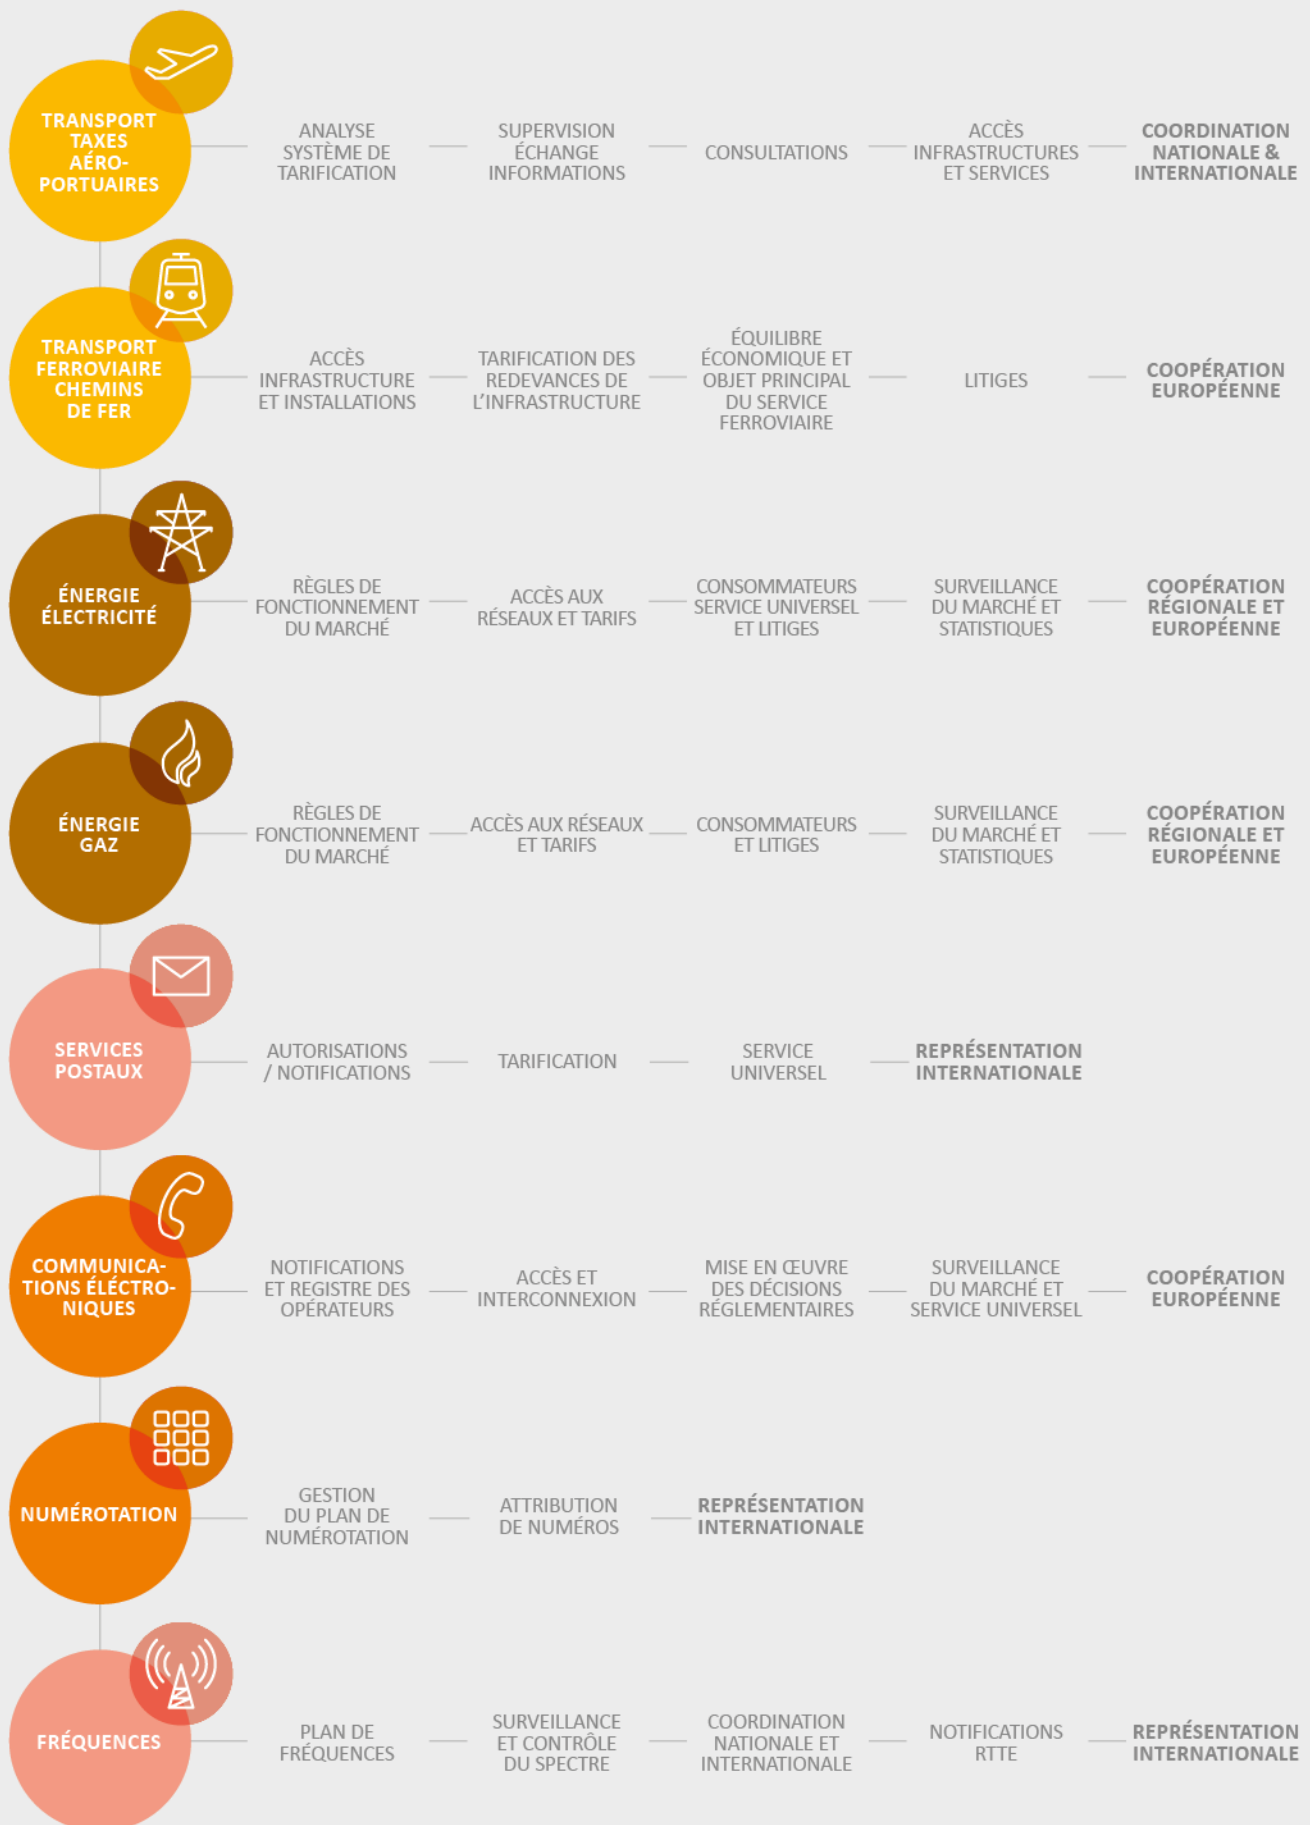 TRANSPORT
TAXES
AÉRO-
PORTUAIRES
ANALYSE
SYSTÈME DE
TARIFICATION
SUPERVISION
ÉCHANGE
INFORMATIONS
CONSULTATIONS
ACCÈS
INFRASTRUCTURES
ET SERVICES
COORDINATION
NATIONALE &
INTERNATIONALE
TRANSPORT
FERROVIAIRE
CHEMINS
DE FER
ACCÈS
INFRASTRUCTURE
ET INSTALLATIONS
TARIFICATION DES
REDEVANCES DE
L'INFRASTRUCTURE
ÉQUILIBRE
ÉCONOMIQUE ET
OBJET PRINCIPAL
DU SERVICE
FERROVIAIRE
LITIGES
COOPÉRATION
EUROPÉENNE
ÉNERGIE
ÉLECTRICITÉ
RÈGLES DE
FONCTIONNEMENT
DU MARCHÉ
ACCÈS AUX
RÉSEAUX ET TARIFS
CONSOMMATEURS
SERVICE UNIVERSEL
ET LITIGES
SURVEILLANCE
DU MARCHÉ ET
STATISTIQUES
COOPÉRATION
RÉGIONALE ET
EUROPÉENNE
ÉNERGIE
GAZ
RÈGLES DE
FONCTIONNEMENT
DU MARCHÉ
ACCÈS AUX RÉSEAUX
ET TARIFS
CONSOMMATEURS
ET LITIGES
SURVEILLANCE
DU MARCHÉ ET
STATISTIQUES
COOPÉRATION
RÉGIONALE ET
EUROPÉENNE
SERVICES
POSTAUX
AUTORISATIONS
/ NOTIFICATIONS
TARIFICATION
SERVICE
UNIVERSEL
REPRÉSENTATION
INTERNATIONALE
COMMUNICA-
TIONS ÉLÉCTRO-
NIQUES
NOTIFICATIONS
ET REGISTRE DES
OPÉRATEURS
ACCÈS ET
INTERCONNEXION
MISE EN ŒUVRE
DES DÉCISIONS
RÉGLEMENTAIRES
SURVEILLANCE
DU MARCHÉ ET
SERVICE UNIVERSEL
COOPÉRATION
EUROPÉENNE
NUMÉROTATION
GESTION
DU PLAN DE
NUMÉROTATION
ATTRIBUTION
DE NUMÉROS
REPRÉSENTATION
INTERNATIONALE
FRÉQUENCES
PLAN DE
FRÉQUENCES
SURVEILLANCE
ET CONTRÔLE
DU SPECTRE
COORDINATION
NATIONALE ET
INTERNATIONALE
NOTIFICATIONS
RTTE
REPRÉSENTATION
INTERNATIONALE